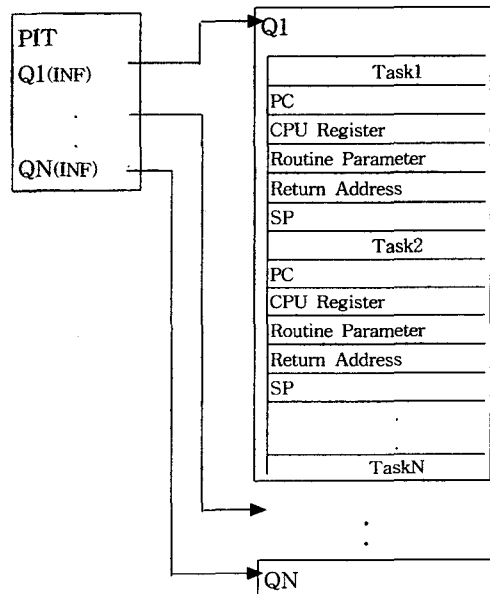 PIT
Q1(INF)
.
.
QN(INF)
Q1
Task1
PC
CPU Register
Routine Parameter
Return Address
SP
Task2
PC
CPU Register
Routine Parameter
Return Address
SP
.
.
TaskN
.
.
QN